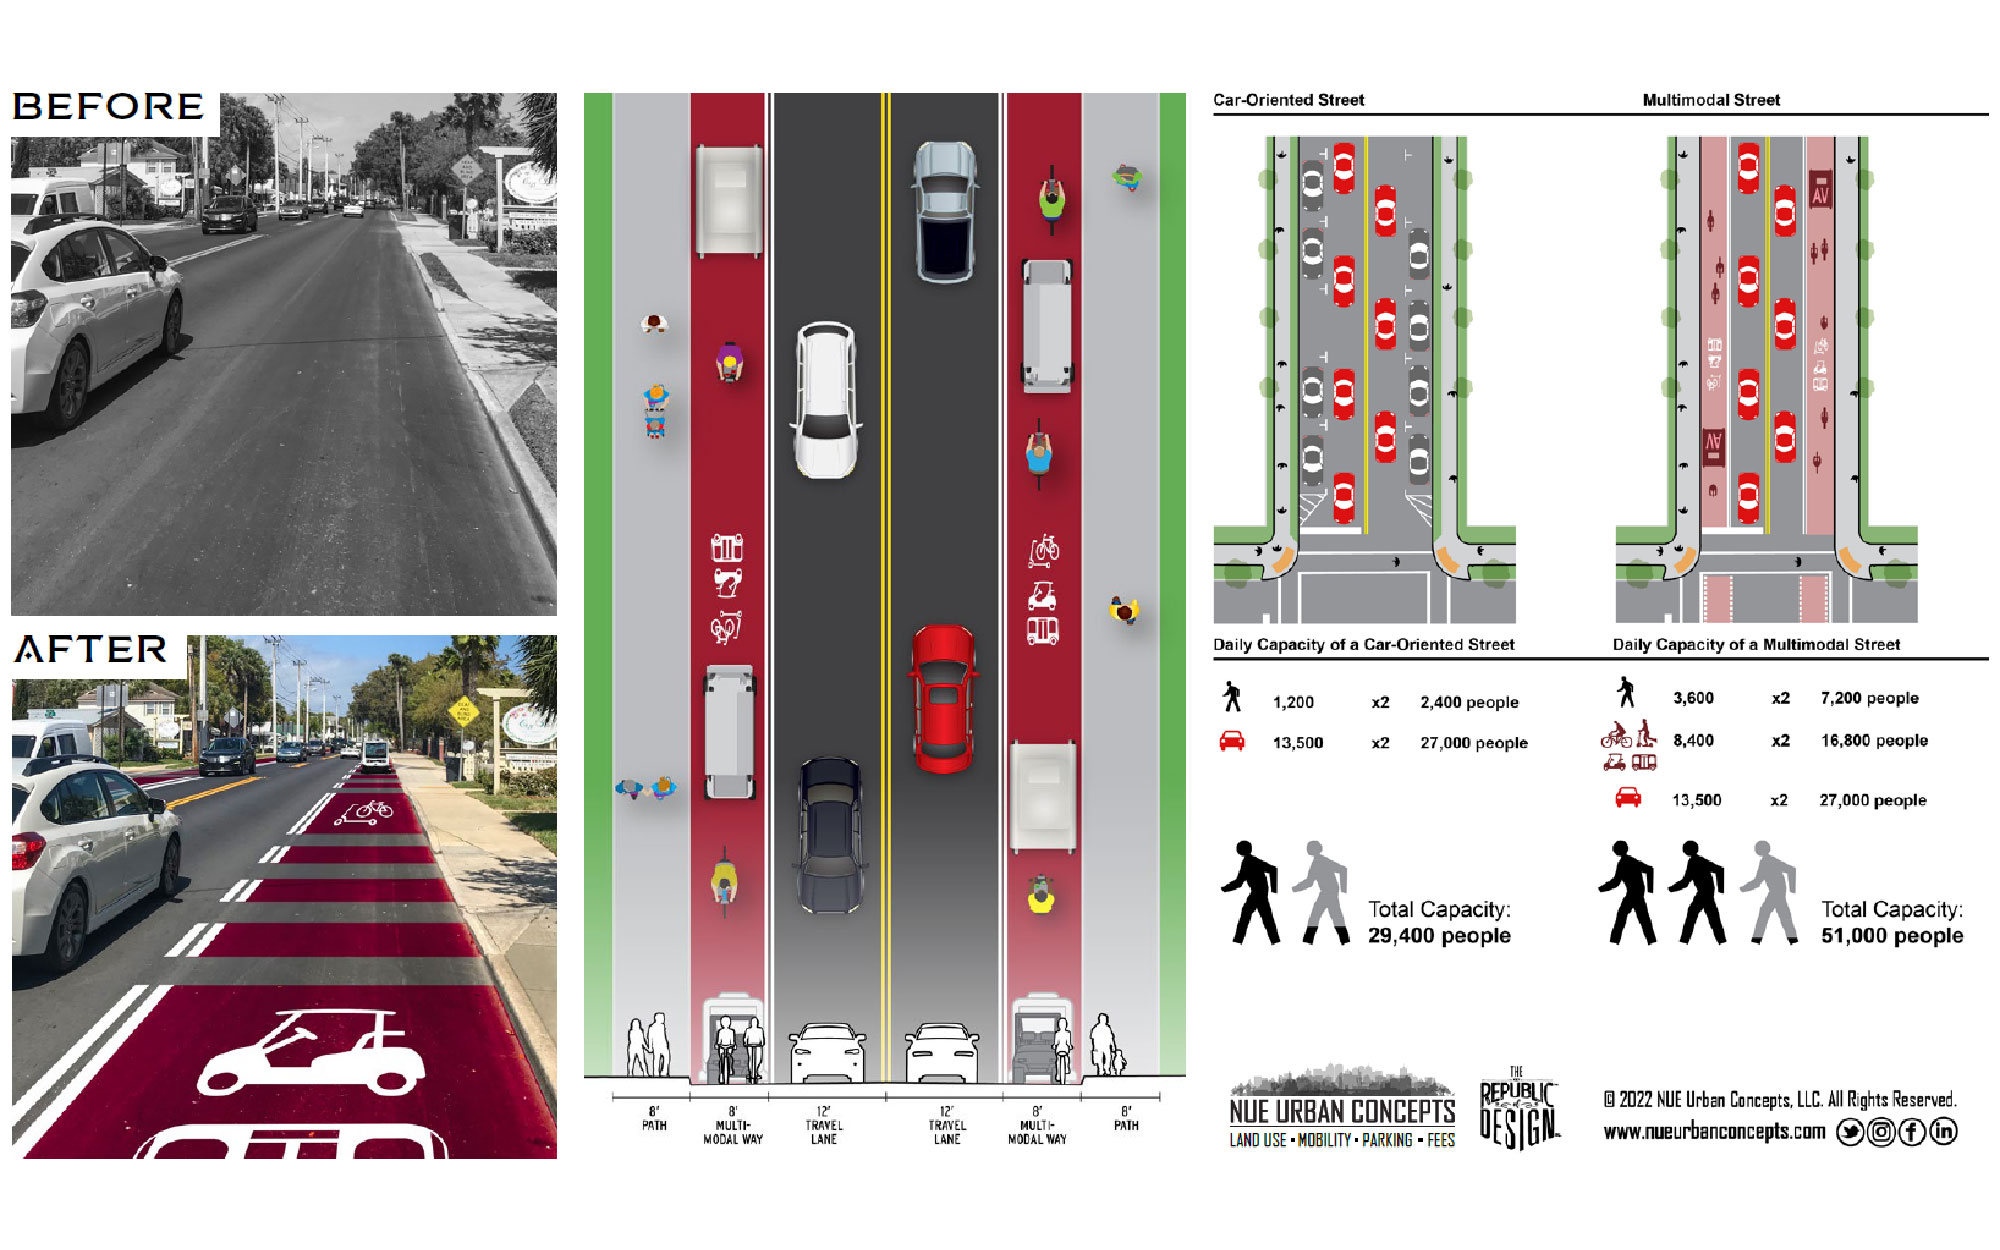 BEFORE
AFTER
8'
PATH
8'
MULTI-
MODAL WAY
12'
TRAVEL
LANE
12'
TRAVEL
LANE
8'
MULTI-
MODAL WAY
8'
PATH
Car-Oriented Street
Multimodal Street
AV
AV
Daily Capacity of a Car-Oriented Street
1,200 x2 2,400 people
13,500 x2 27,000 people
Total Capacity:
29,400 people
Daily Capacity of a Multimodal Street
3,600 x2 7,200 people
8,400 x2 16,800 people
13,500 x2 27,000 people
Total Capacity:
51,000 people
NUE URBAN CONCEPTS
LAND USE • MOBILITY • PARKING • FEES
THE
REPUBLIC
of
DESIGN
© 2022 NUE Urban Concepts, LLC. All Rights Reserved.
www.nueurbanconcepts.com